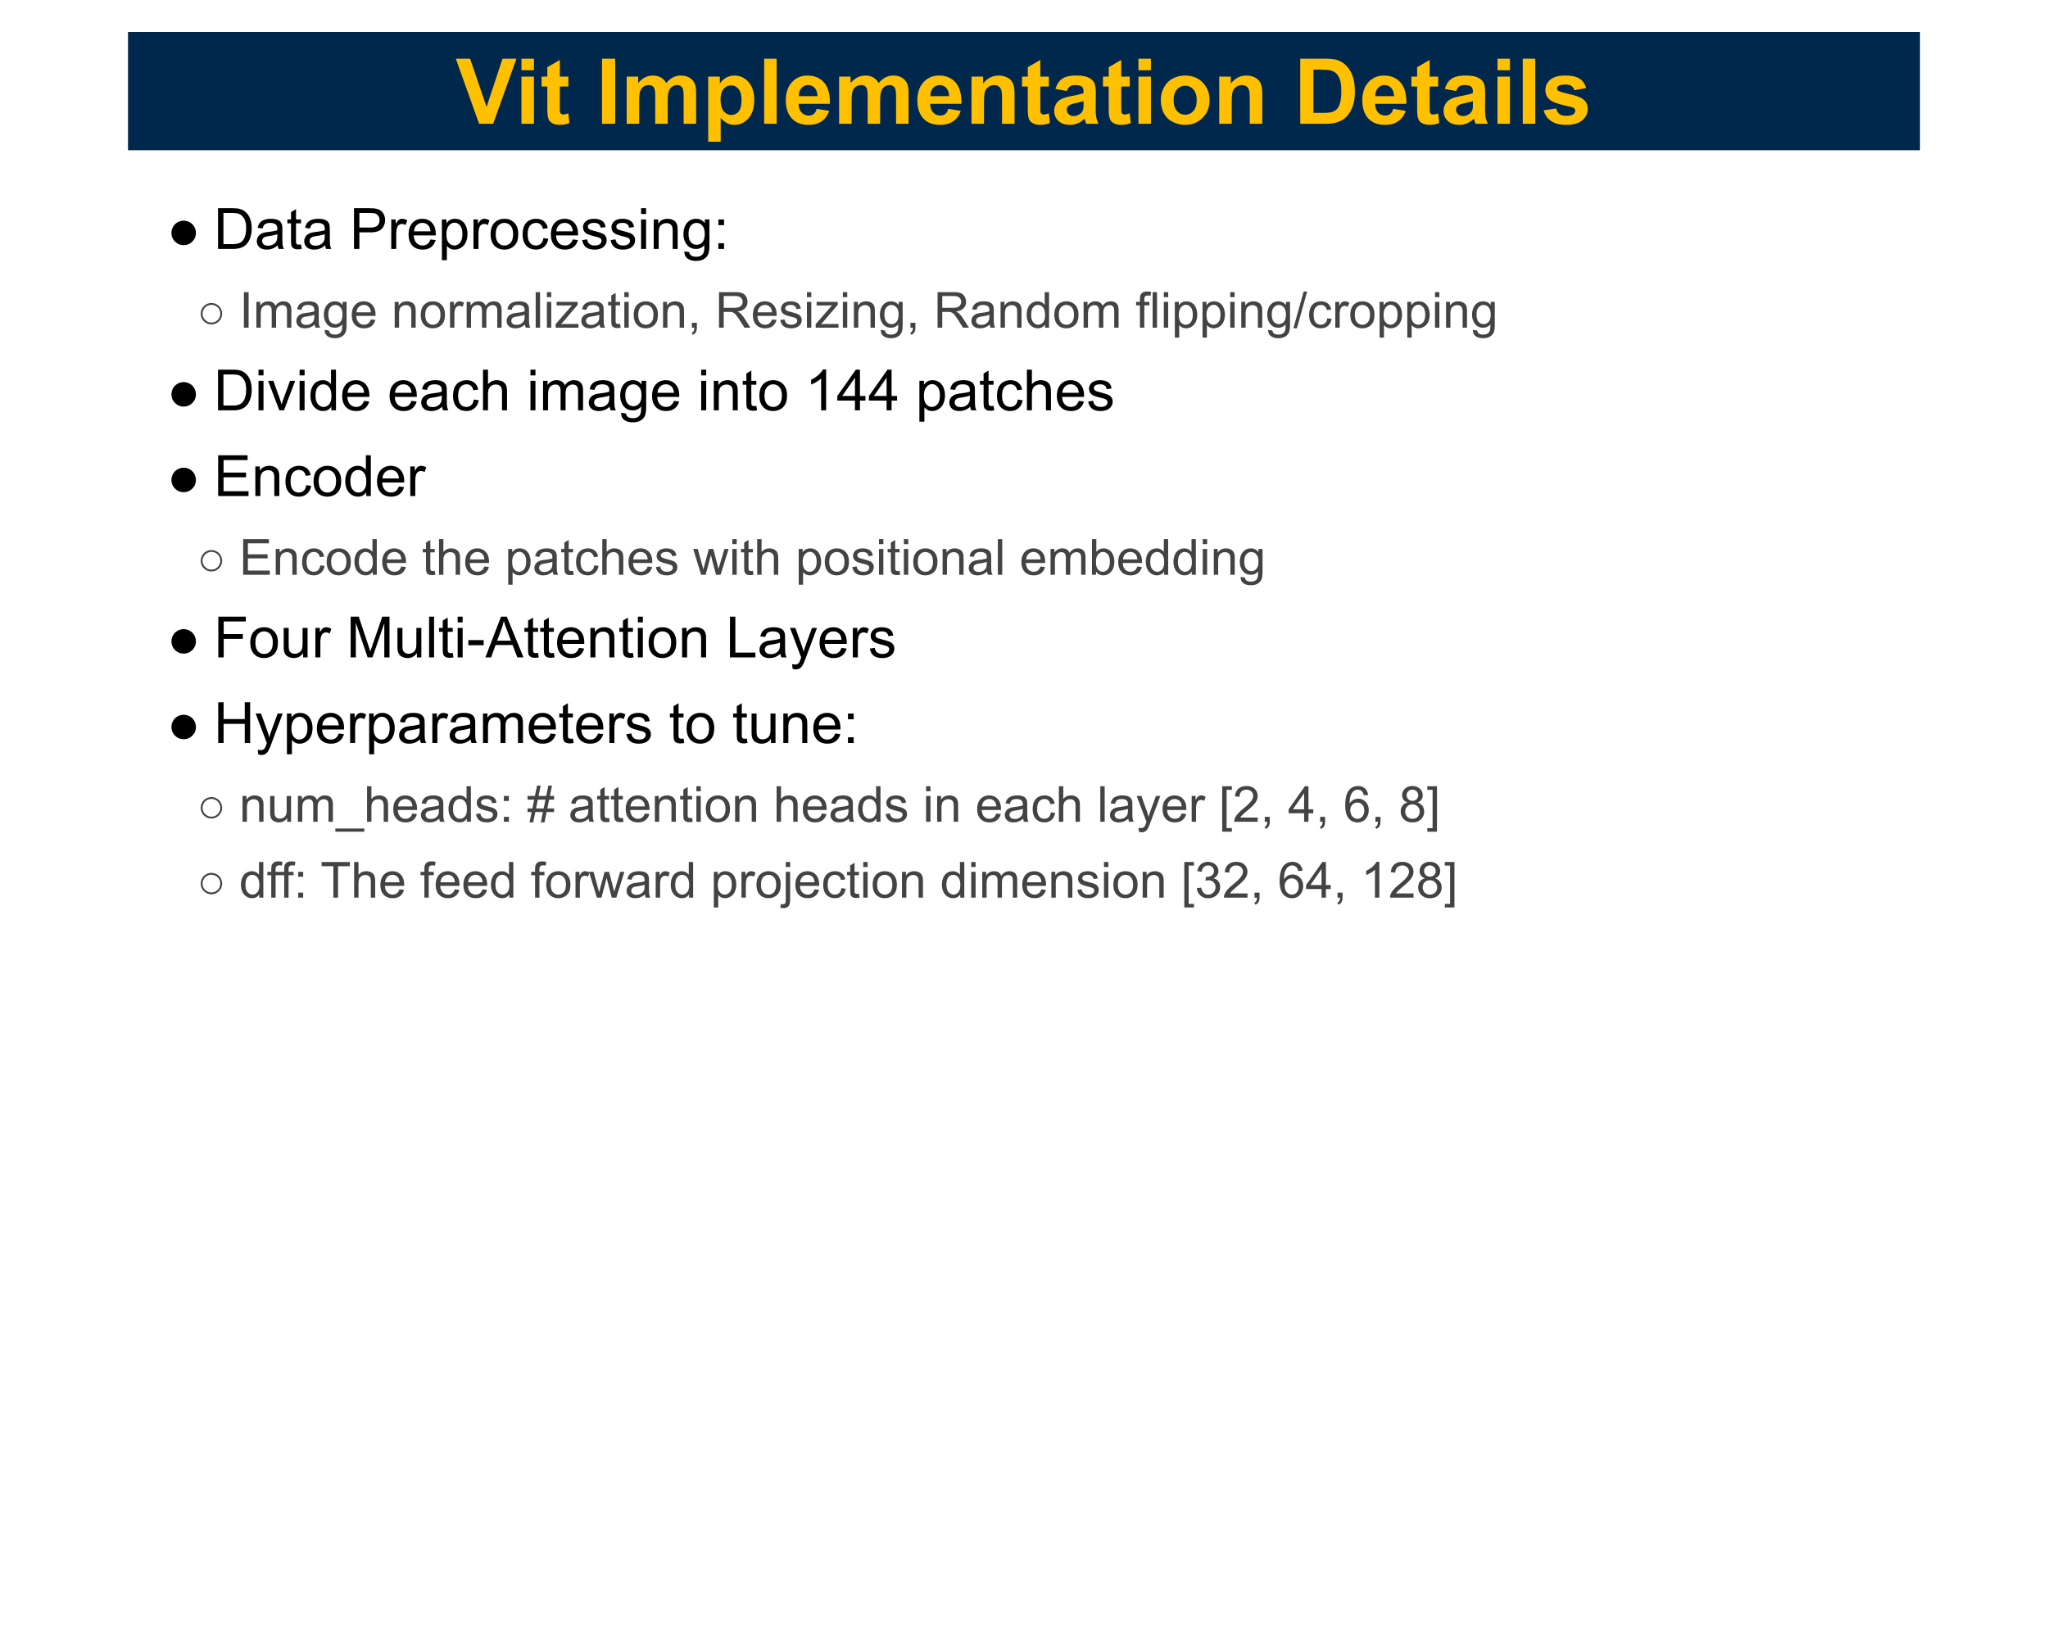 Vit Implementation Details
● Data Preprocessing:
○ Image normalization, Resizing, Random flipping/cropping
● Divide each image into 144 patches
● Encoder
○ Encode the patches with positional embedding
● Four Multi-Attention Layers
● Hyperparameters to tune:
○ num_heads: # attention heads in each layer [2, 4, 6, 8]
○ dff: The feed forward projection dimension [32, 64, 128]